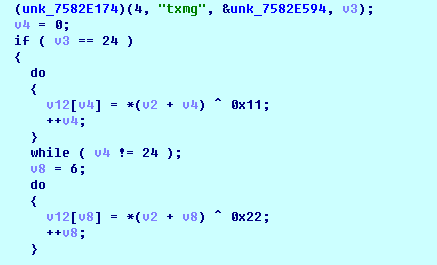 (unk_7582E174)(4, "txmg", &unk_7582E594, v3);
v4 = 0;
if ( v3 == 24 )
{
do
{
v12[v4] = *(v2 + v4) ^ 0x11;
++v4;
}
while ( v4 != 24 );
v8 = 6;
do
{
v12[v8] = *(v2 + v8) ^ 0x22;
++v8;
}